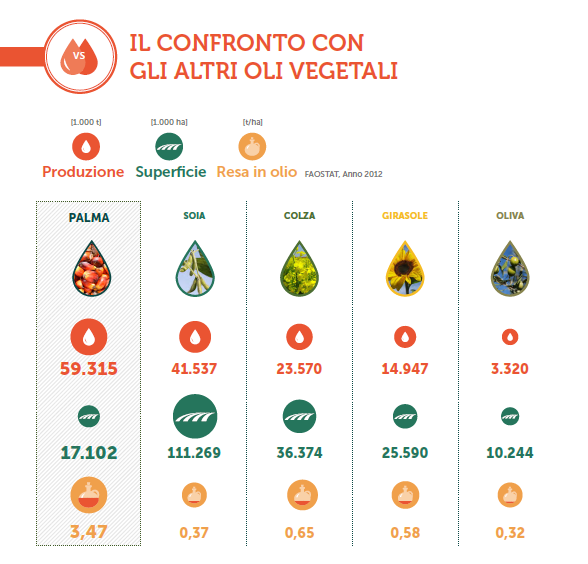 VS
IL CONFRONTO CON
GLI ALTRI OLI VEGETALI
[1.000 t] [1.000 ha] [t/ha]
Produzione Superficie Resa in olio FAOSTAT, Anno 2012
PALMA SOIA COLZA GIRASOLE OLIVA
59.315 41.537 23.570 14.947 3.320
17.102 111.269 36.374 25.590 10.244
3,47 0,37 0,65 0,58 0,32